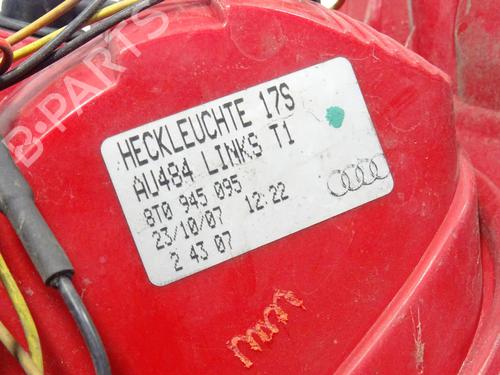 B-PARTS
HECKLEUCHTE 17S
AU484 LINKS T1
8T0 945 095
23/10/07 12:22
2 43 07